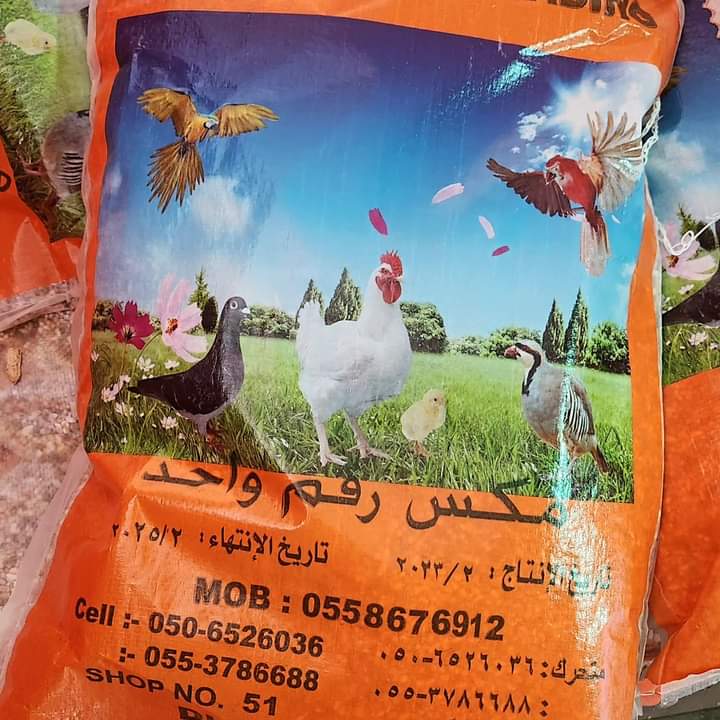 مكس رقم واحد
تاريخ الإنتاج: ٢٠٢٣/٢ تاريخ الإنتهاء: ٢٠٢٥/٢
MOB : 0558676912
Cell :- 050-6526036
:- 055-3786688
متحرك: ٠٥٠-٦٥٢٦٠٣٦
: ٠٥٥-٣٧٨٦٦٨٨
SHOP NO. 51